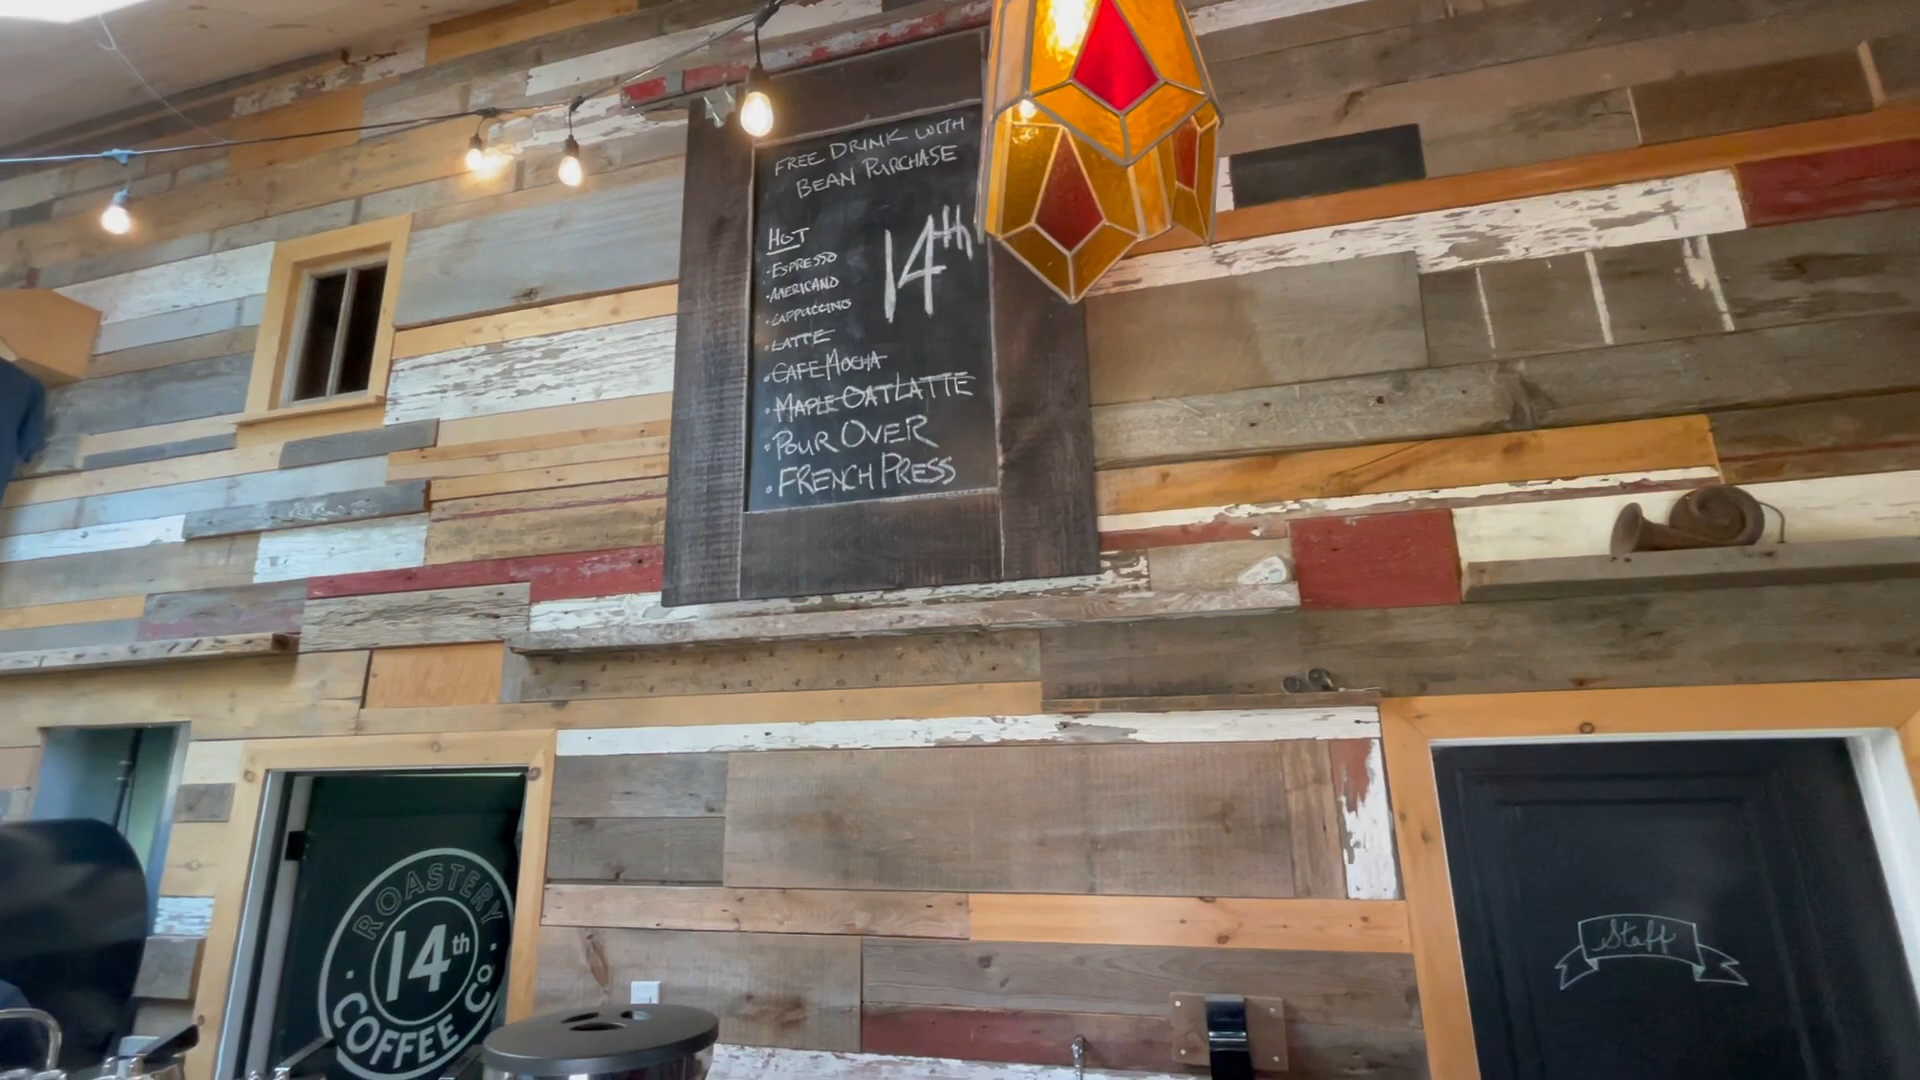 FREE DRINK WITH
BEAN PURCHASE
14th
HOT
• ESPRESSO
• AMERICANO
• CAPPUCCINO
• LATTE
• CAFE MOCHA
• MAPLE OAT LATTE
• POUR OVER
• FRENCH PRESS
ROASTERY
14th
• COFFEE CO. •
Staff